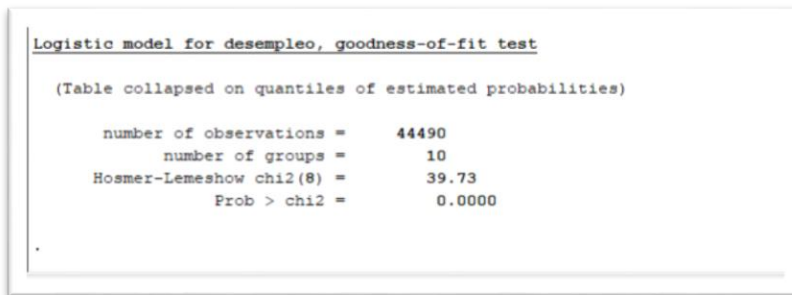 Logistic model for desempleo, goodness-of-fit test
(Table collapsed on quantiles of estimated probabilities)
number of observations = 44490
number of groups = 10
Hosmer-Lemeshow chi2(8) = 39.73
Prob > chi2 = 0.0000
.